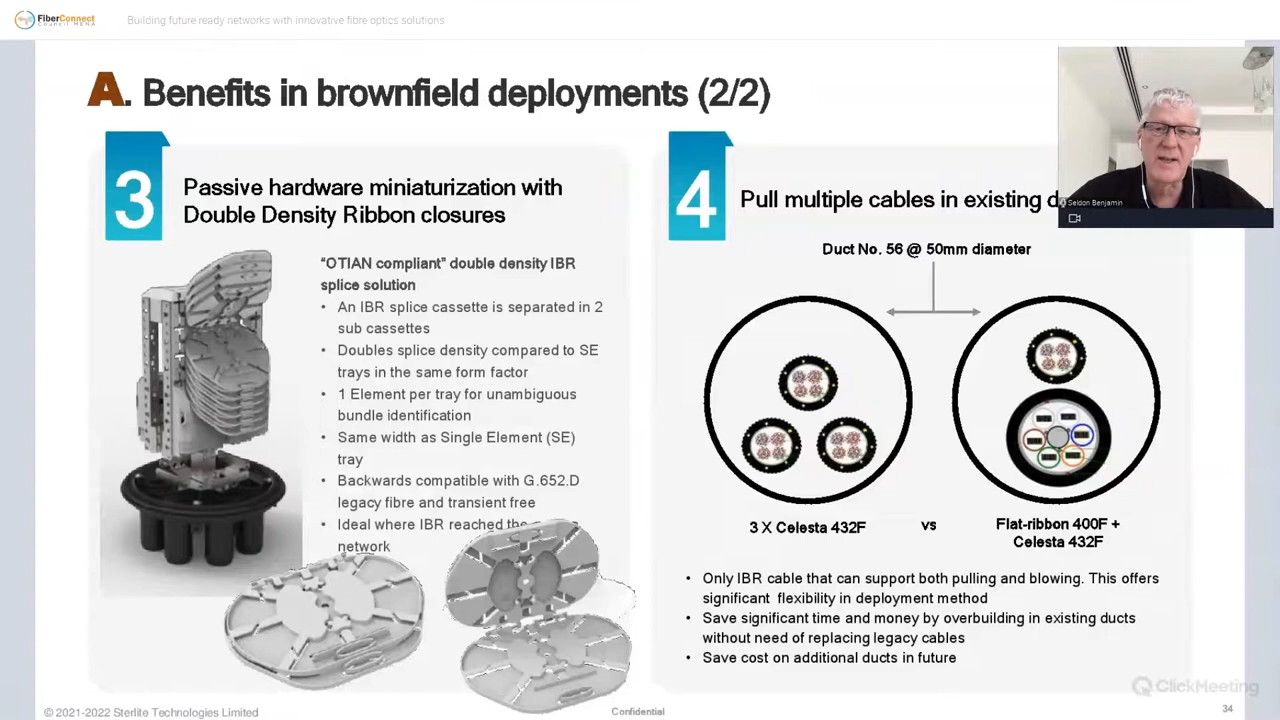 FiberConnect
Council MENA
Building future ready networks with innovative fibre optics solutions
A. Benefits in brownfield deployments (2/2)
3
Passive hardware miniaturization with
Double Density Ribbon closures
“OTIAN compliant” double density IBR
splice solution
• An IBR splice cassette is separated in 2
sub cassettes
• Doubles splice density compared to SE
trays in the same form factor
• 1 Element per tray for unambiguous
bundle identification
• Same width as Single Element (SE)
tray
• Backwards compatible with G.652.D
legacy fibre and transient free
• Ideal where IBR reached the
network
4
Pull multiple cables in existing
Duct No. 56 @ 50mm diameter
3 X Celesta 432F
vs
Flat-ribbon 400F +
Celesta 432F
• Only IBR cable that can support both pulling and blowing. This offers
significant flexibility in deployment method
• Save significant time and money by overbuilding in existing ducts
without need of replacing legacy cables
• Save cost on additional ducts in future
Seldon Benjamin
ClickMeeting
© 2021-2022 Sterlite Technologies Limited
Confidential
34